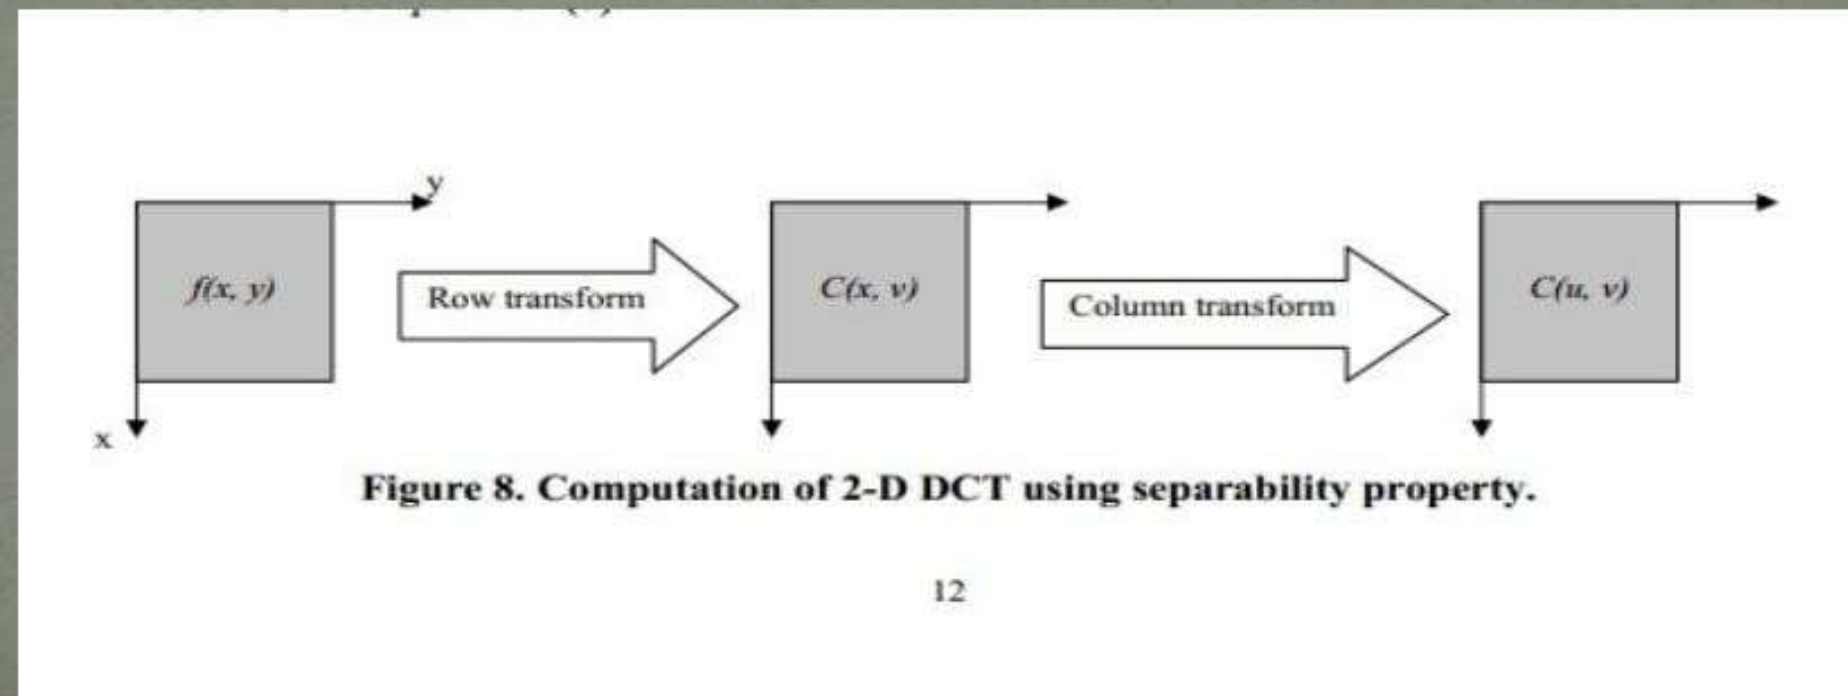 y
f(x, y)
Row transform
C(x, v)
Column transform
C(u, v)
x
Figure 8. Computation of 2-D DCT using separability property.
12